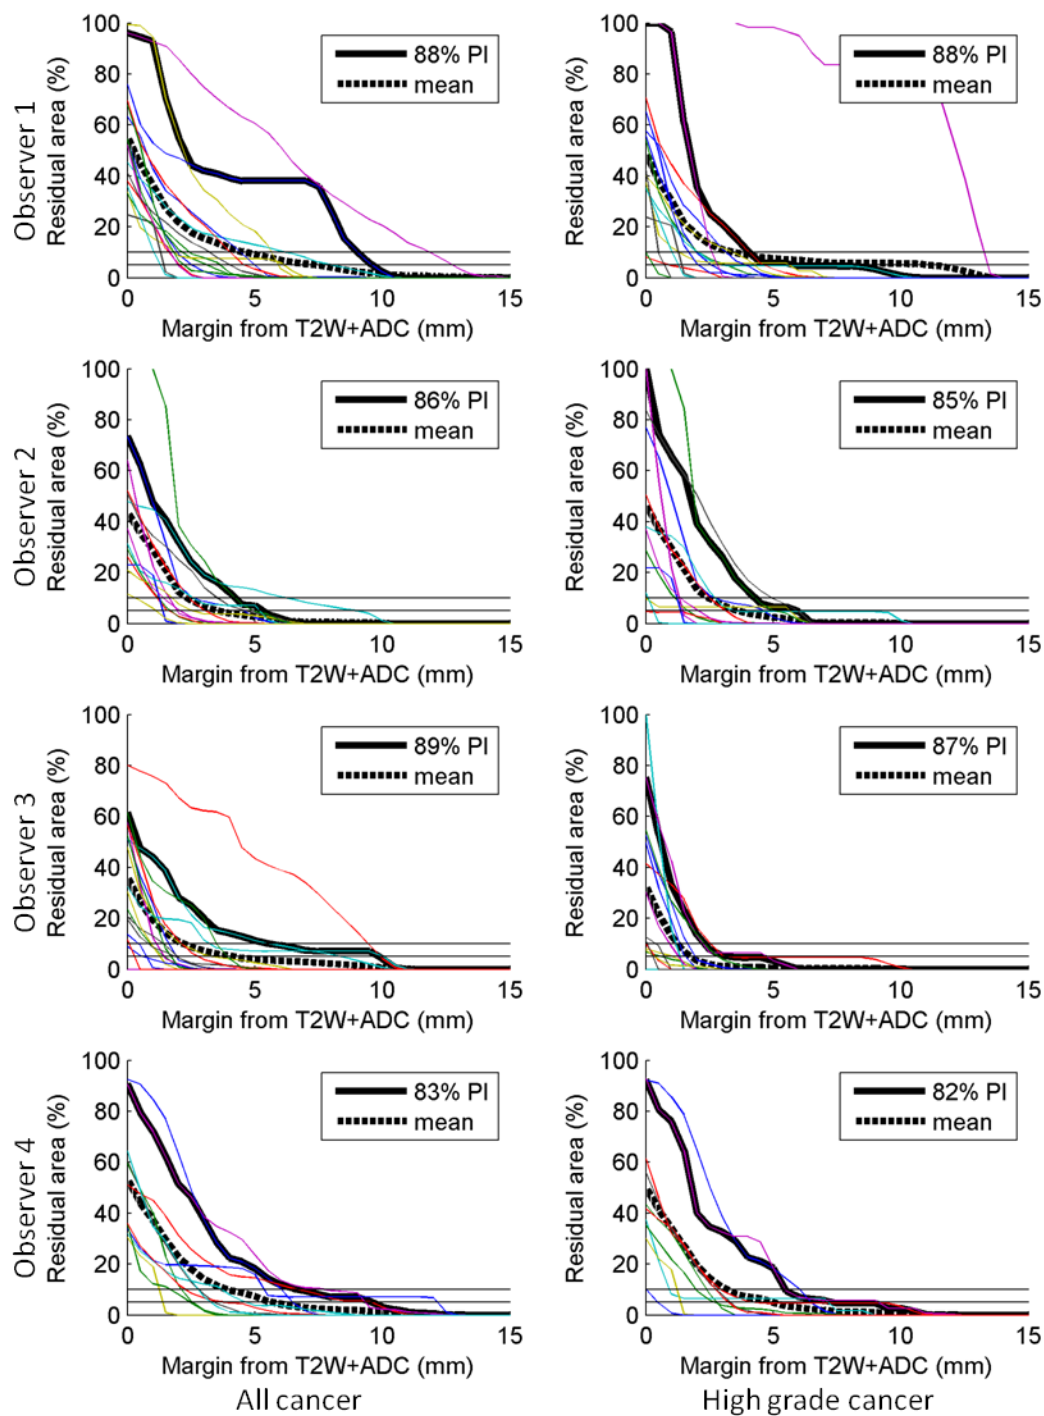 Observer 1
Residual area (%)
100
80
60
40
20
0
0 5 10 15
88% PI
mean
Margin from T2W+ADC (mm)
Residual area (%)
100
80
60
40
20
0
0 5 10 15
88% PI
mean
Margin from T2W+ADC (mm)
Observer 2
Residual area (%)
100
80
60
40
20
0
0 5 10 15
86% PI
mean
Margin from T2W+ADC (mm)
Residual area (%)
100
80
60
40
20
0
0 5 10 15
85% PI
mean
Margin from T2W+ADC (mm)
Observer 3
Residual area (%)
100
80
60
40
20
0
0 5 10 15
89% PI
mean
Margin from T2W+ADC (mm)
Residual area (%)
100
80
60
40
20
0
0 5 10 15
87% PI
mean
Margin from T2W+ADC (mm)
Observer 4
Residual area (%)
100
80
60
40
20
0
0 5 10 15
83% PI
mean
Margin from T2W+ADC (mm)
All cancer
Residual area (%)
100
80
60
40
20
0
0 5 10 15
82% PI
mean
Margin from T2W+ADC (mm)
High grade cancer